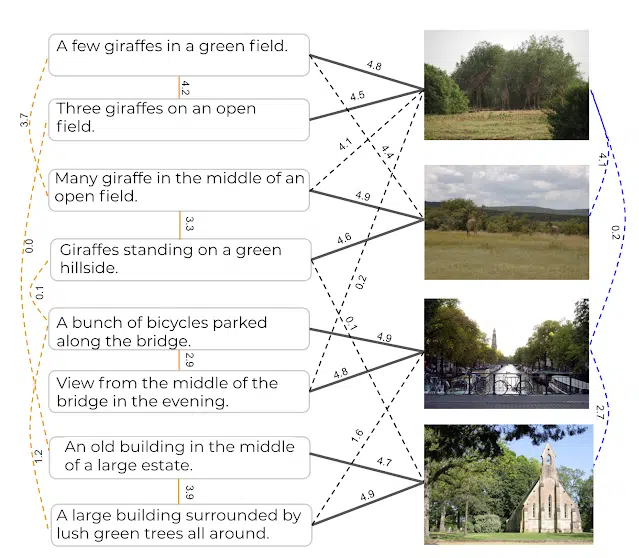 A few giraffes in a green field.
4.8
4.2
4.5
Three giraffes on an open
field.
3.7
4.1
4.4
4.1
Many giraffe in the middle of an
open field.
4.9
3.3
0.2
4.6
Giraffes standing on a green
hillside.
0.0
0.2
0.1
0.1
A bunch of bicycles parked
along the bridge.
4.9
2.9
4.8
View from the middle of the
bridge in the evening.
2.7
1.6
An old building in the middle
of a large estate.
1.2
4.7
3.9
4.9
A large building surrounded by
lush green trees all around.